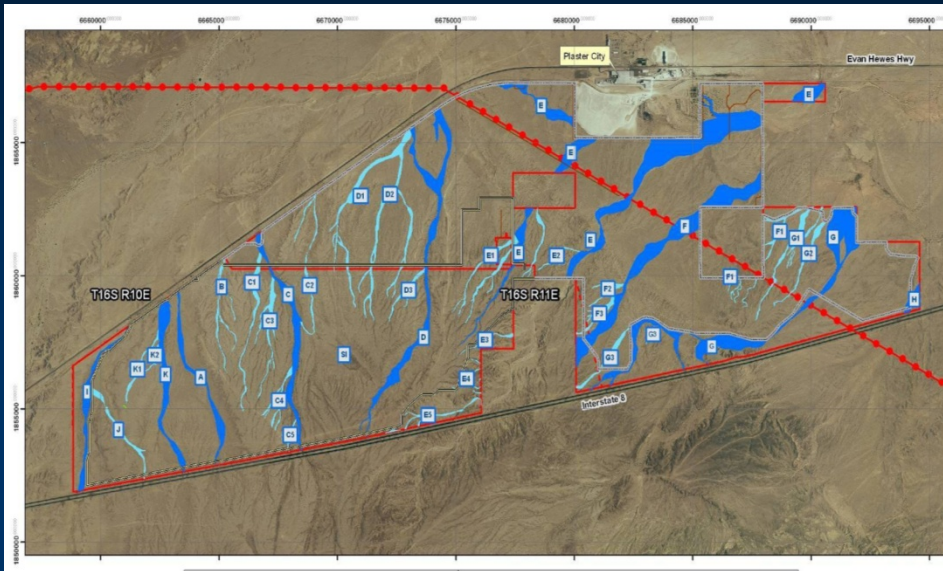 6660000 6665000 6670000 6675000 6680000 6685000 6690000 6695000
Plaster City
Evan Hewes Hwy
E
E
E
1865000
D1 D2
F1 G1 G
F
E
G2
E1 E E2
1860000
B C1 C2
F1
T16S R10E
C D3
T16S R11E
F2
H
C3
F3
D
E3
G3
G
K2
SI
G3
K1 K A
E4
I
Interstate 8
1855000
C4
E5
J
C5
1850000